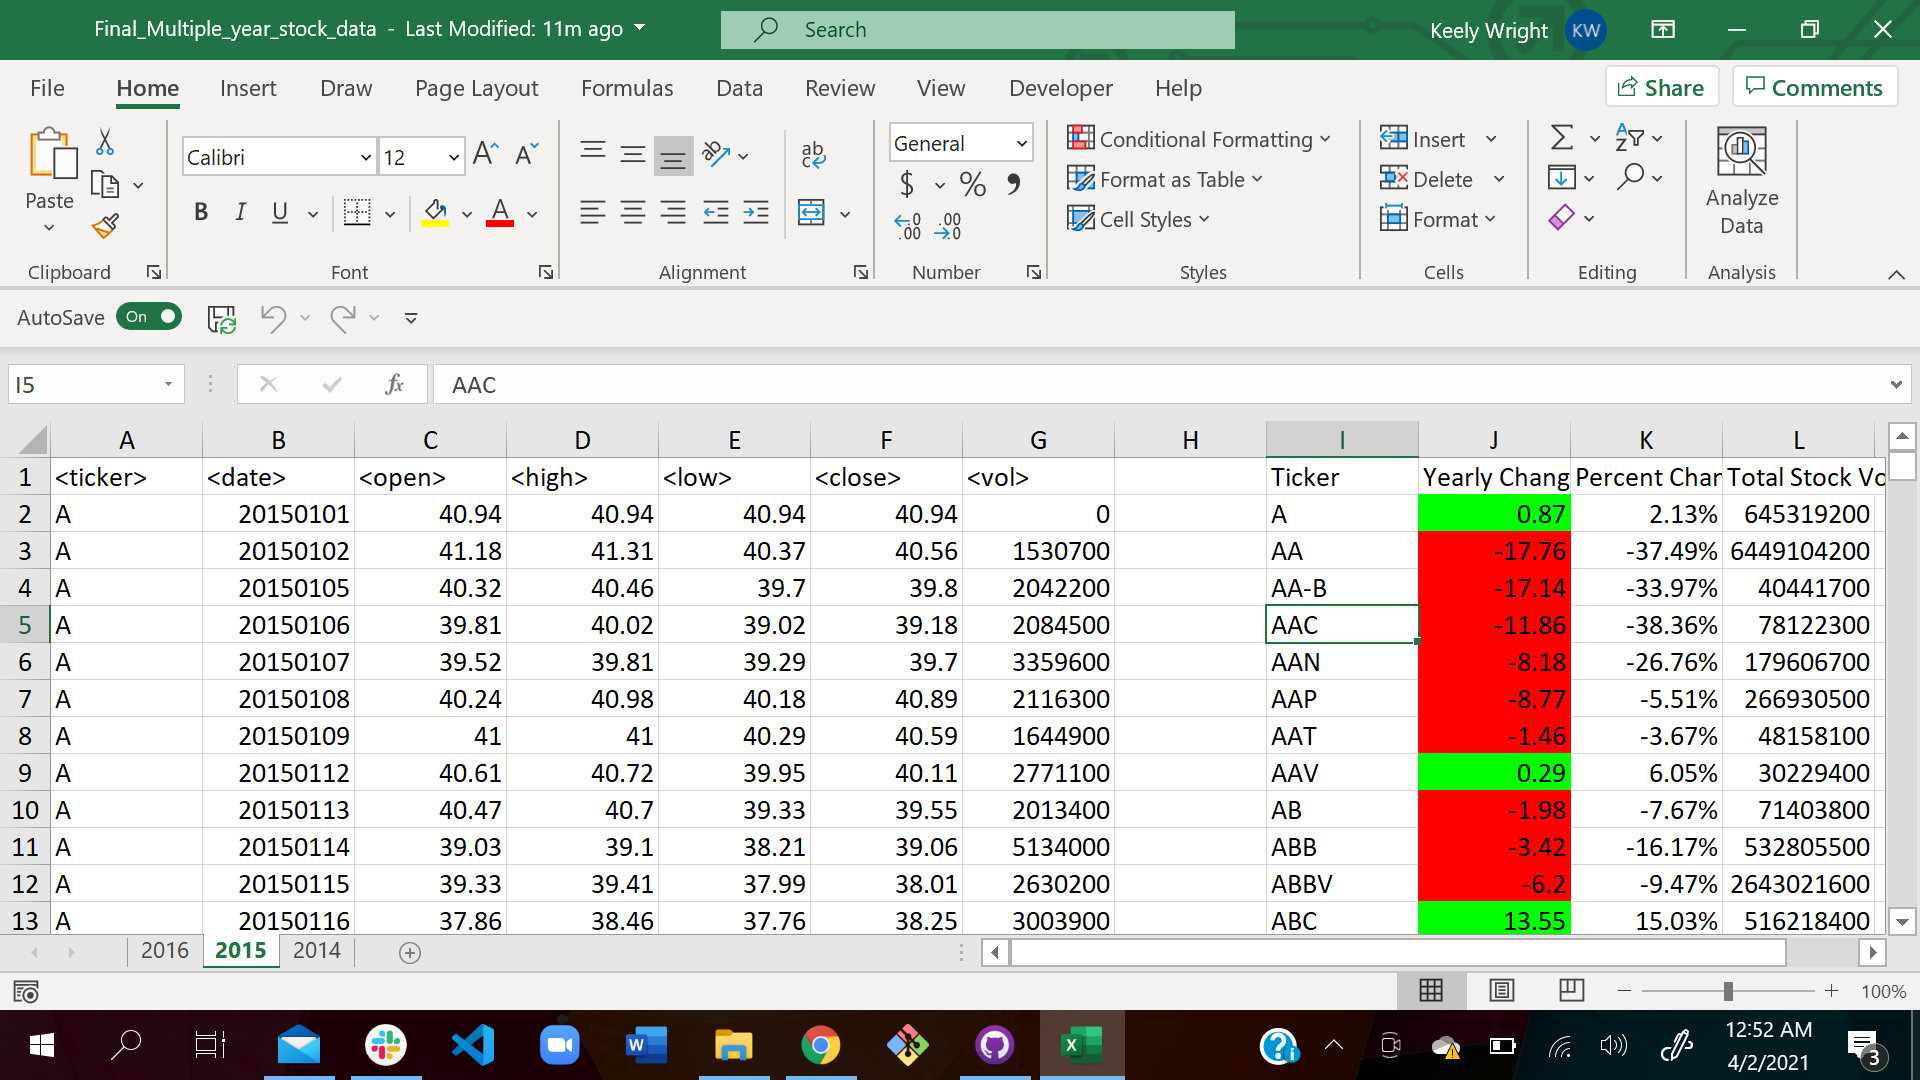 Final_Multiple_year_stock_data - Last Modified: 11m ago
Search
Keely Wright KW
File Home Insert Draw Page Layout Formulas Data Review View Developer Help
Share Comments
Paste
Clipboard
Calibri 12
B I U A
Font
ab
Alignment
General
$ % ,
Number
Conditional Formatting
Format as Table
Cell Styles
Styles
Insert
Delete
Format
Cells
Editing
Analyze
Data
Analysis
AutoSave On
I5 fx AAC
A B C D E F G H I J K L
1 <ticker> <date> <open> <high> <low> <close> <vol> Ticker Yearly Chang Percent Char Total Stock Vo
2 A 20150101 40.94 40.94 40.94 40.94 0 A 0.87 2.13% 645319200
3 A 20150102 41.18 41.31 40.37 40.56 1530700 AA -17.76 -37.49% 6449104200
4 A 20150105 40.32 40.46 39.7 39.8 2042200 AA-B -17.14 -33.97% 40441700
5 A 20150106 39.81 40.02 39.02 39.18 2084500 AAC -11.86 -38.36% 78122300
6 A 20150107 39.52 39.81 39.29 39.7 3359600 AAN -8.18 -26.76% 179606700
7 A 20150108 40.24 40.98 40.18 40.89 2116300 AAP -8.77 -5.51% 266930500
8 A 20150109 41 41 40.29 40.59 1644900 AAT -1.46 -3.67% 48158100
9 A 20150112 40.61 40.72 39.95 40.11 2771100 AAV 0.29 6.05% 30229400
10 A 20150113 40.47 40.7 39.33 39.55 2013400 AB -1.98 -7.67% 71403800
11 A 20150114 39.03 39.1 38.21 39.06 5134000 ABB -3.42 -16.17% 532805500
12 A 20150115 39.33 39.41 37.99 38.01 2630200 ABBV -6.2 -9.47% 2643021600
13 A 20150116 37.86 38.46 37.76 38.25 3003900 ABC 13.55 15.03% 516218400
2016 2015 2014
100%
12:52 AM
4/2/2021
3